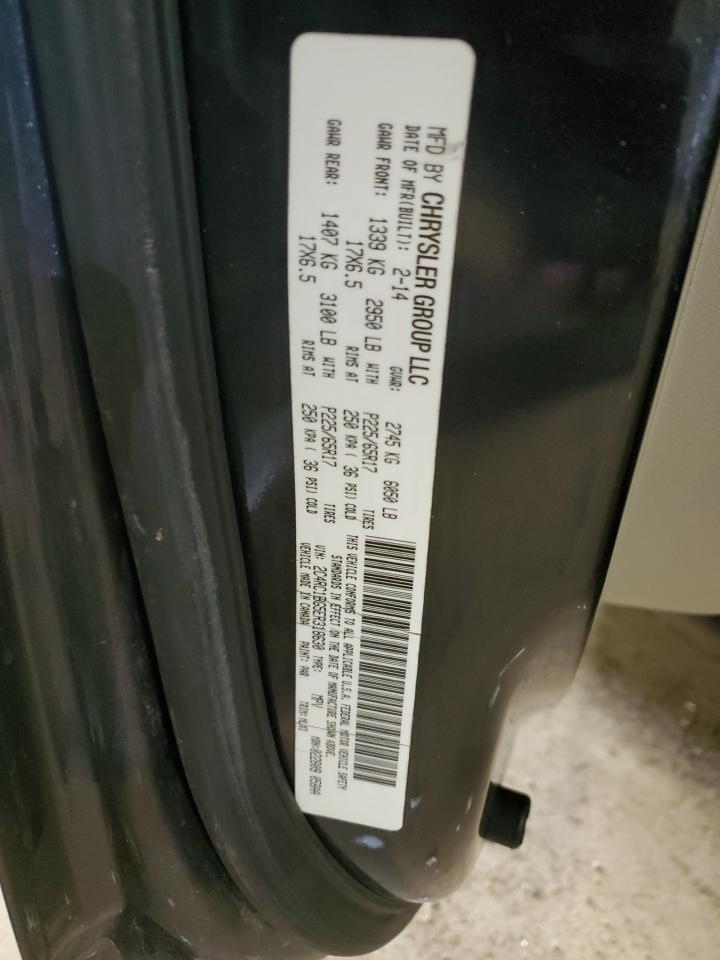 MFD BY CHRYSLER GROUP LLC
DATE OF MFR(BUILT): 2-14 GVWR: 2745 KG 6050 LB
GAWR FRONT: 1339 KG 2950 LB WITH P225/65R17 TIRES
17X6.5 RIMS AT 250 KPA ( 36 PSI) COLD
GAWR REAR: 1407 KG 3100 LB WITH P225/65R17 TIRES
17X6.5 RIMS AT 250 KPA ( 36 PSI) COLD
THIS VEHICLE CONFORMS TO ALL APPLICABLE U.S.A. FEDERAL MOTOR VEHICLE SAFETY
STANDARDS IN EFFECT ON THE DATE OF MANUFACTURE SHOWN ABOVE.
VIN: 2C4RC1BG5ER318630 TYPE: MPV
VEHICLE MADE IN CANADA PAINT: PAR